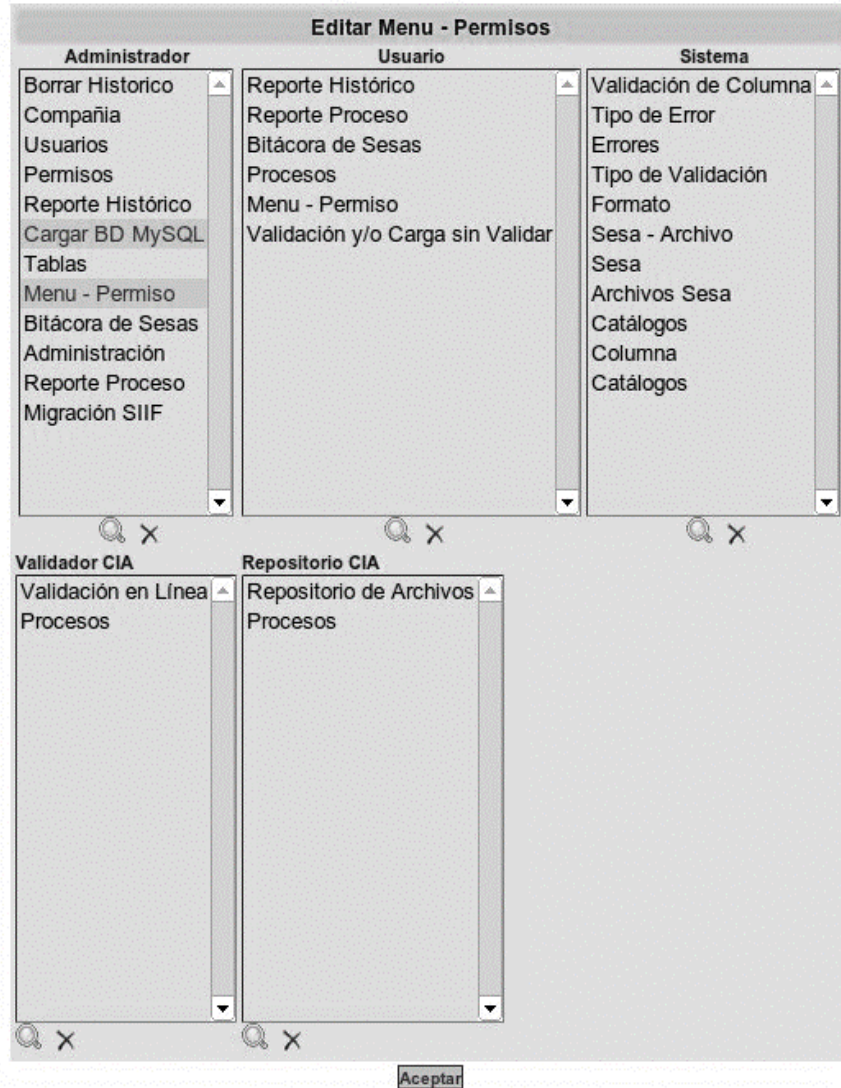 Editar Menu - Permisos
Administrador
Borrar Historico
Compañia
Usuarios
Permisos
Reporte Histórico
Cargar BD MySQL
Tablas
Menu - Permiso
Bitácora de Sesas
Administración
Reporte Proceso
Migración SIIF
Usuario
Reporte Histórico
Reporte Proceso
Bitácora de Sesas
Procesos
Menu - Permiso
Validación y/o Carga sin Validar
Sistema
Validación de Columna
Tipo de Error
Errores
Tipo de Validación
Formato
Sesa - Archivo
Sesa
Archivos Sesa
Catálogos
Columna
Catálogos
Validador CIA
Validación en Línea
Procesos
Repositorio CIA
Repositorio de Archivos
Procesos
Aceptar